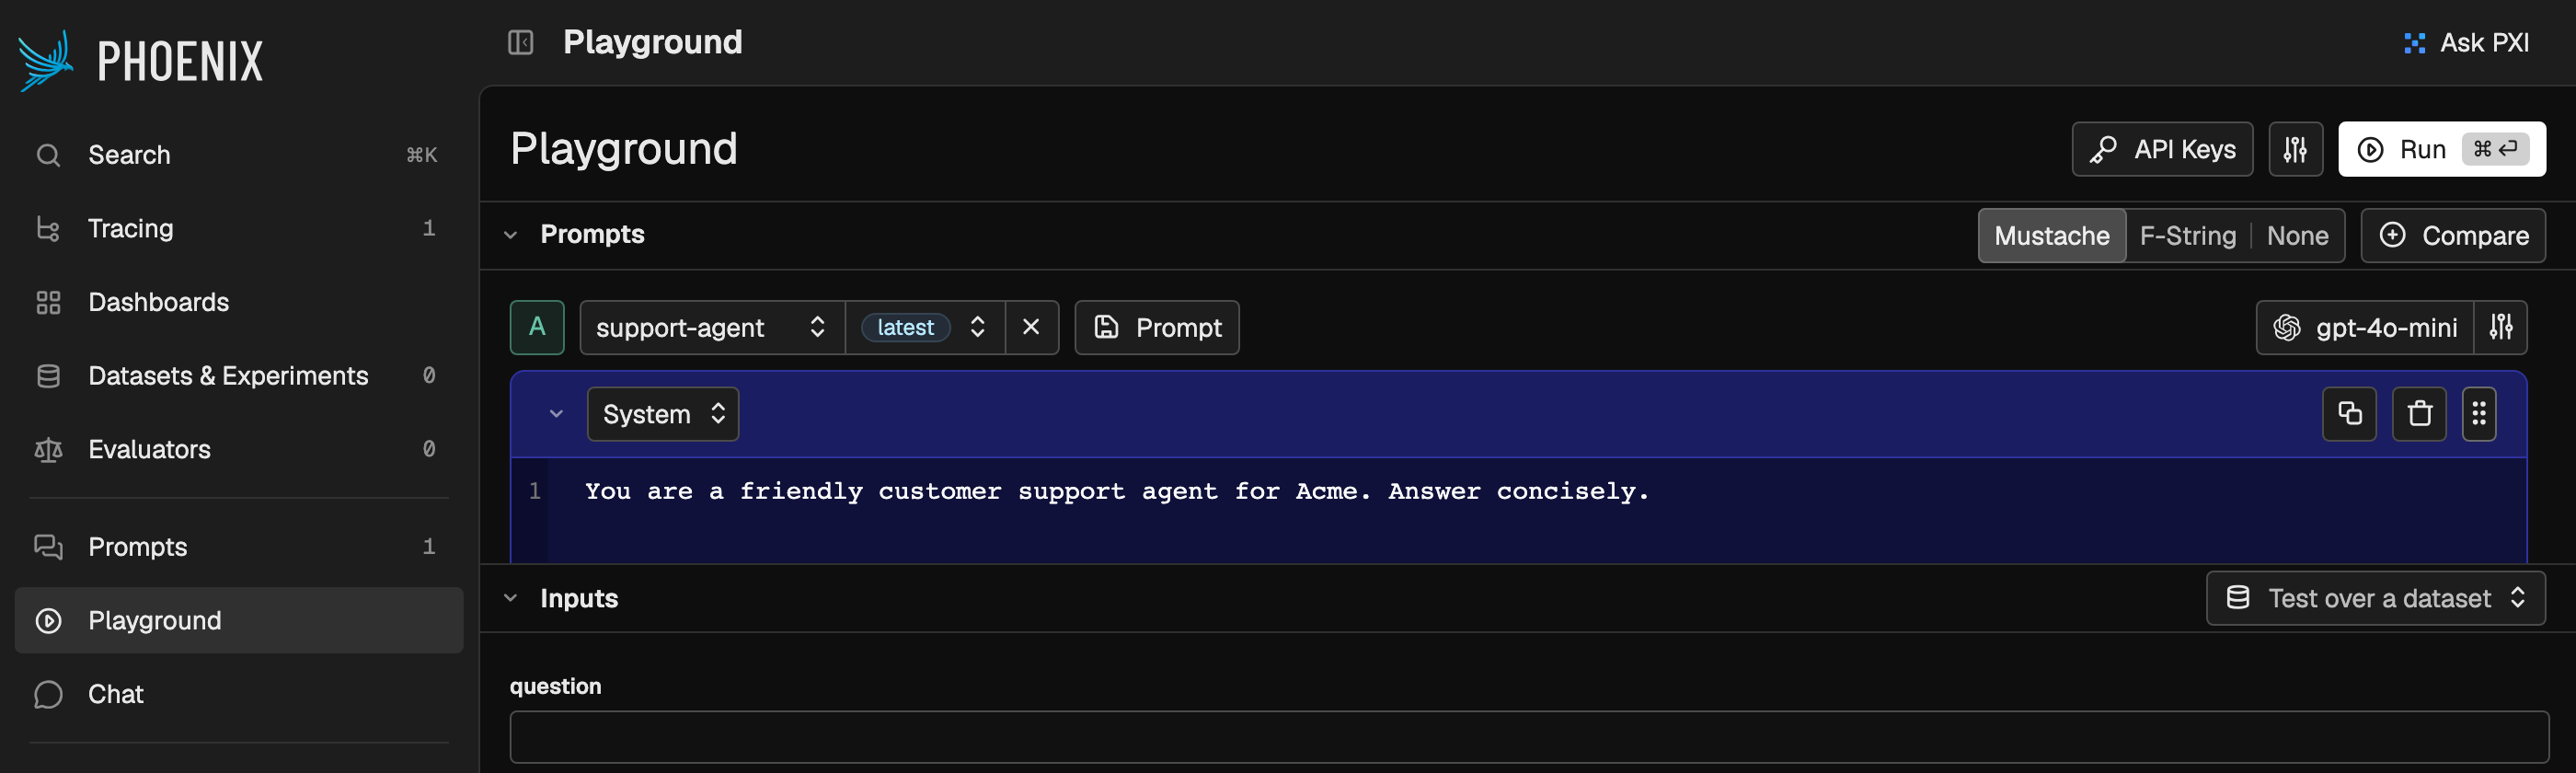 PHOENIX
Search ⌘K
Tracing 1
Dashboards
Datasets & Experiments 0
Evaluators 0
Prompts 1
Playground
Chat
Playground
Ask PXI
Playground
API Keys
Run ⌘
Prompts
Mustache F-String None
Compare
A support-agent latest Prompt
gpt-4o-mini
System
1 You are a friendly customer support agent for Acme. Answer concisely.
Inputs
Test over a dataset
question